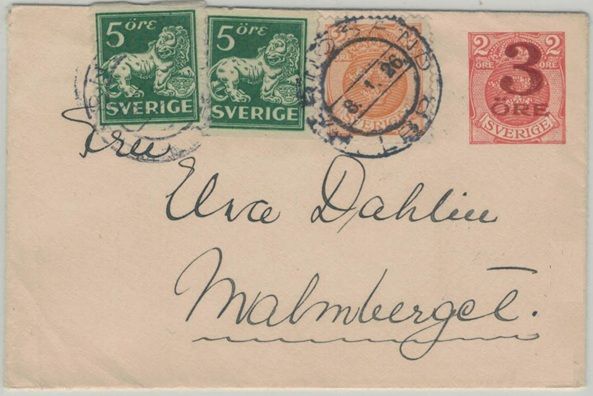 5 öre
SVERIGE
5 öre
SVERIGE
SVERIGE
8.1.26
2 2
ÖRE ÖRE
3
ÖRE
SVERIGE
Fru
Elva Dahlin
Malmberget.